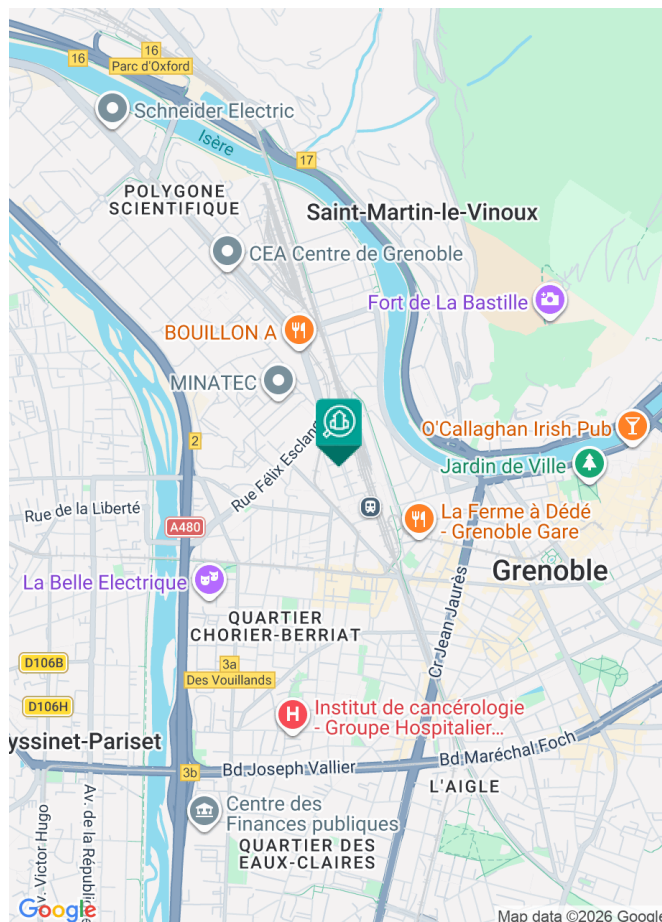 16
16
Parc d'Oxford
Schneider Electric
Isère
17
POLYGONE
SCIENTIFIQUE
Saint-Martin-le-Vinoux
CEA Centre de Grenoble
Fort de La Bastille
BOUILLON A
MINATEC
2
Rue Félix Esclang
O'Callaghan Irish Pub
Jardin de Ville
Rue de la Liberté
A480
La Ferme à Dédé
- Grenoble Gare
La Belle Electrique
Grenoble
QUARTIER
CHORIER-BERRIAT
Cr Jean Jaurès
D106B
3a
Des Vouillands
D106H
H
Institut de cancérologie
- Groupe Hospitalier...
yssinet-Pariset
3b
Bd Joseph Vallier
Bd Maréchal Foch
L'AIGLE
Centre des
Finances publiques
QUARTIER DES
EAUX-CLAIRES
Av. Victor Hugo
Av. de la République
Google
Map data ©2026 Google